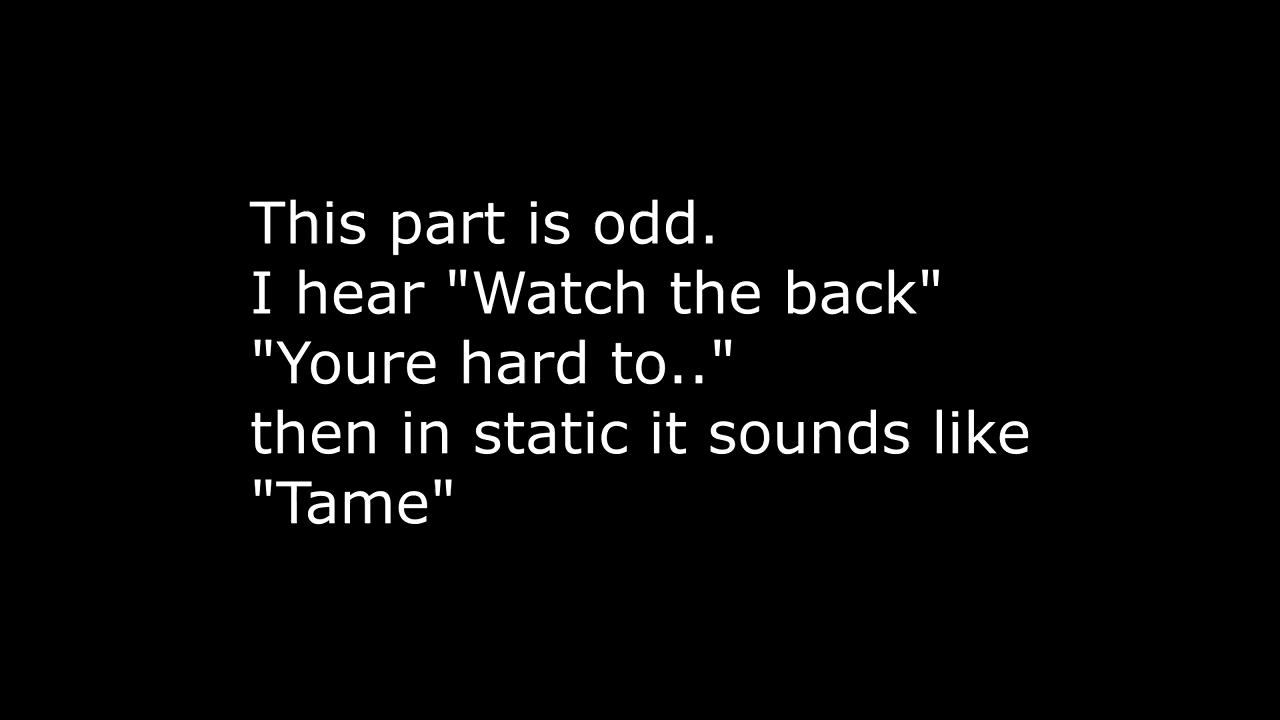 This part is odd.
I hear "Watch the back"
"Youre hard to.."
then in static it sounds like
"Tame"